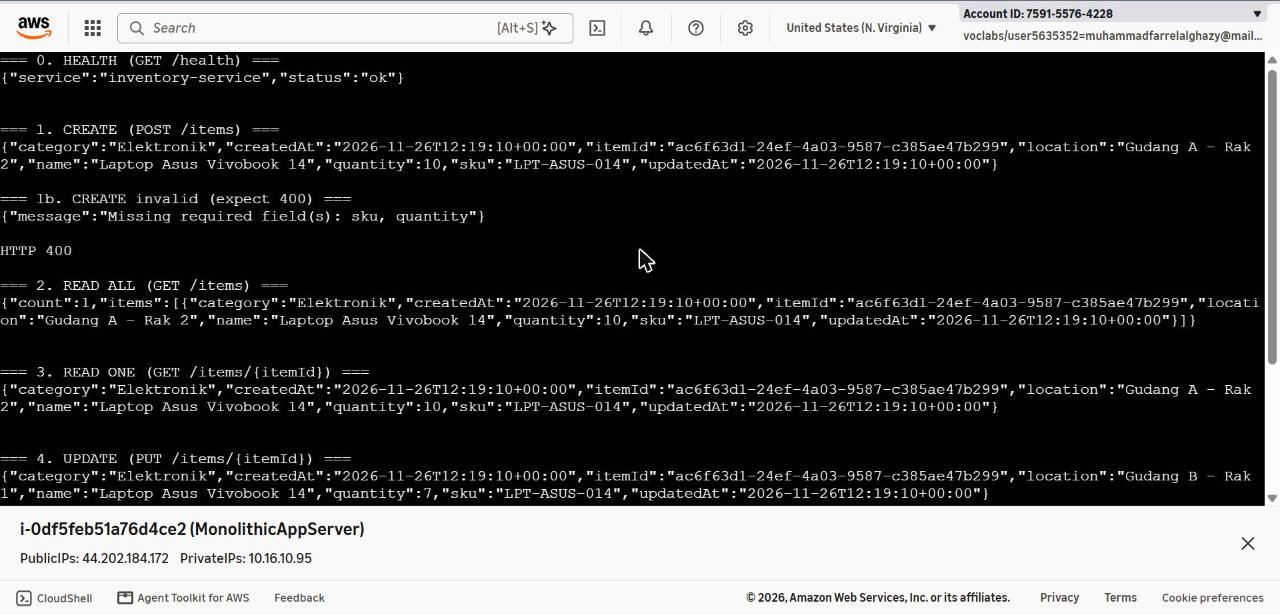 aws
Search [Alt+S]
United States (N. Virginia)
Account ID: 7591-5576-4228
voclabs/user5635352=muhammadfarrelalghazy@mail...
=== 0. HEALTH (GET /health) ===
{"service":"inventory-service","status":"ok"}
=== 1. CREATE (POST /items) ===
{"category":"Elektronik","createdAt":"2026-11-26T12:19:10+00:00","itemId":"ac6f63d1-24ef-4a03-9587-c385ae47b299","location":"Gudang A - Rak
2","name":"Laptop Asus Vivobook 14","quantity":10,"sku":"LPT-ASUS-014","updatedAt":"2026-11-26T12:19:10+00:00"}
=== 1b. CREATE invalid (expect 400) ===
{"message":"Missing required field(s): sku, quantity"}
HTTP 400
=== 2. READ ALL (GET /items) ===
{"count":1,"items":[{"category":"Elektronik","createdAt":"2026-11-26T12:19:10+00:00","itemId":"ac6f63d1-24ef-4a03-9587-c385ae47b299","locati
on":"Gudang A - Rak 2","name":"Laptop Asus Vivobook 14","quantity":10,"sku":"LPT-ASUS-014","updatedAt":"2026-11-26T12:19:10+00:00"}]}
=== 3. READ ONE (GET /items/{itemId}) ===
{"category":"Elektronik","createdAt":"2026-11-26T12:19:10+00:00","itemId":"ac6f63d1-24ef-4a03-9587-c385ae47b299","location":"Gudang A - Rak
2","name":"Laptop Asus Vivobook 14","quantity":10,"sku":"LPT-ASUS-014","updatedAt":"2026-11-26T12:19:10+00:00"}
=== 4. UPDATE (PUT /items/{itemId}) ===
{"category":"Elektronik","createdAt":"2026-11-26T12:19:10+00:00","itemId":"ac6f63d1-24ef-4a03-9587-c385ae47b299","location":"Gudang B - Rak
1","name":"Laptop Asus Vivobook 14","quantity":7,"sku":"LPT-ASUS-014","updatedAt":"2026-11-26T12:19:10+00:00"}
i-0df5feb51a76d4ce2 (MonolithicAppServer)
PublicIPs: 44.202.184.172 PrivateIPs: 10.16.10.95
CloudShell Agent Toolkit for AWS Feedback © 2026, Amazon Web Services, Inc. or its affiliates. Privacy Terms Cookie preferences